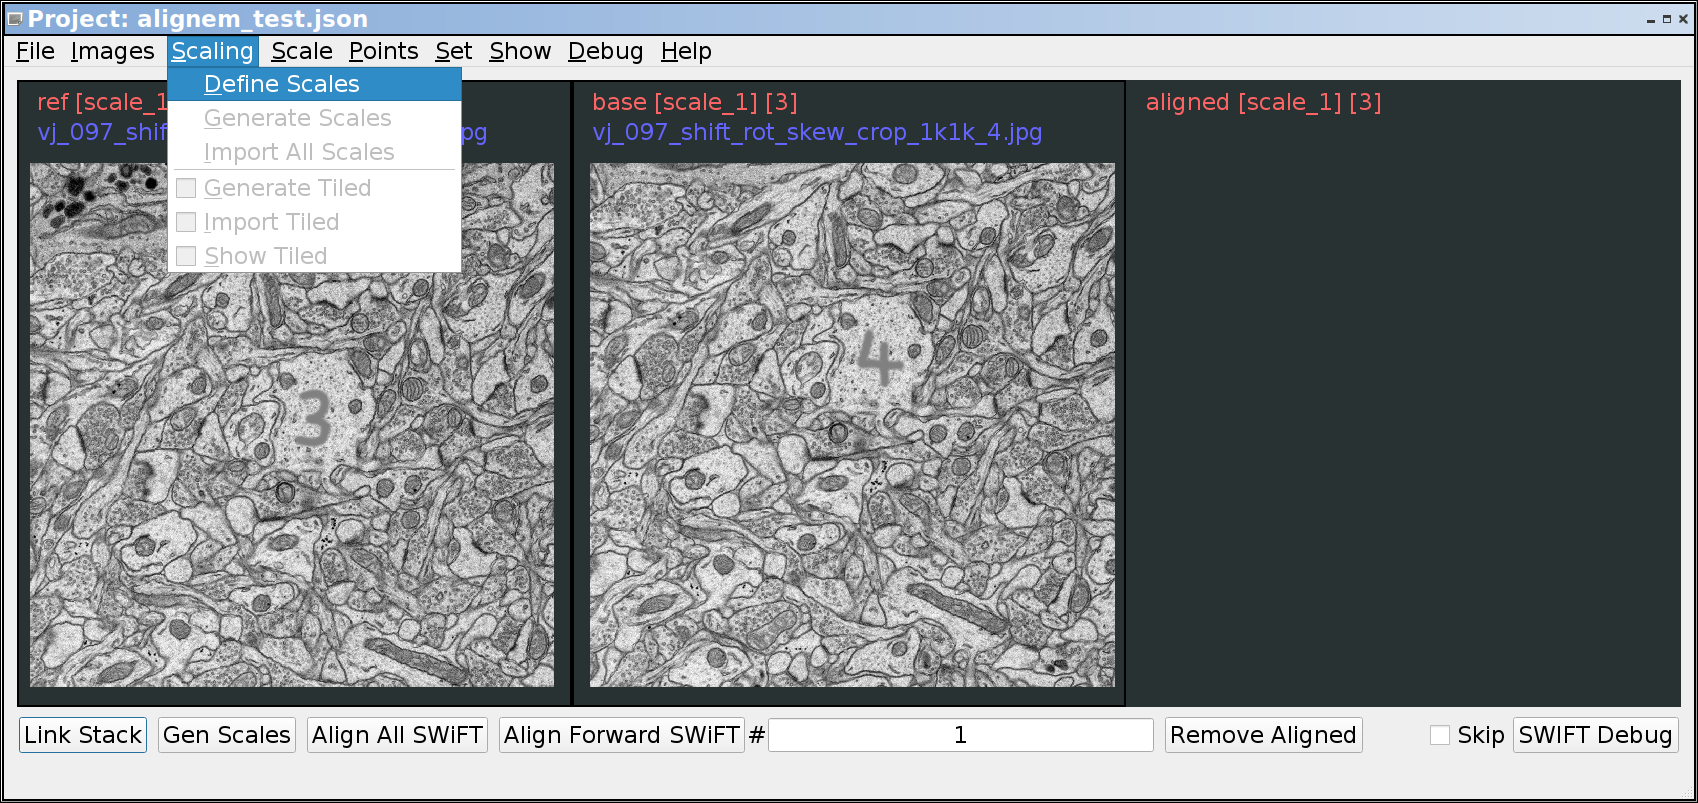 Project: alignem_test.json
File Images Scaling Scale Points Set Show Debug Help
Define Scales
Generate Scales
Import All Scales
Generate Tiled
Import Tiled
Show Tiled
ref [scale_1
vj_097_shif pg
base [scale_1] [3]
vj_097_shift_rot_skew_crop_1k1k_4.jpg
aligned [scale_1] [3]
3
4
Link Stack Gen Scales Align All SWiFT Align Forward SWiFT # 1 Remove Aligned Skip SWIFT Debug